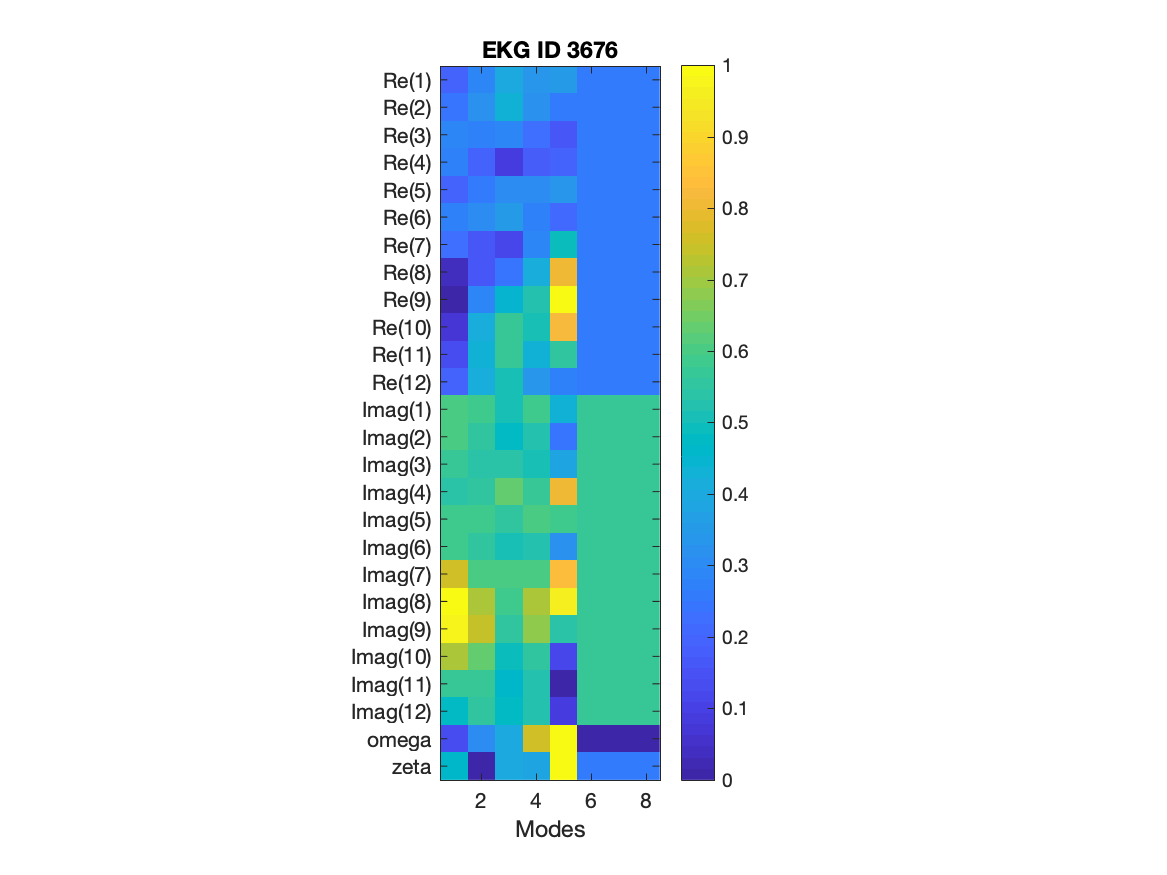 EKG ID 3676
Re(1)
Re(2)
Re(3)
Re(4)
Re(5)
Re(6)
Re(7)
Re(8)
Re(9)
Re(10)
Re(11)
Re(12)
Imag(1)
Imag(2)
Imag(3)
Imag(4)
Imag(5)
Imag(6)
Imag(7)
Imag(8)
Imag(9)
Imag(10)
Imag(11)
Imag(12)
omega
zeta
2 4 6 8
Modes
1
0.9
0.8
0.7
0.6
0.5
0.4
0.3
0.2
0.1
0